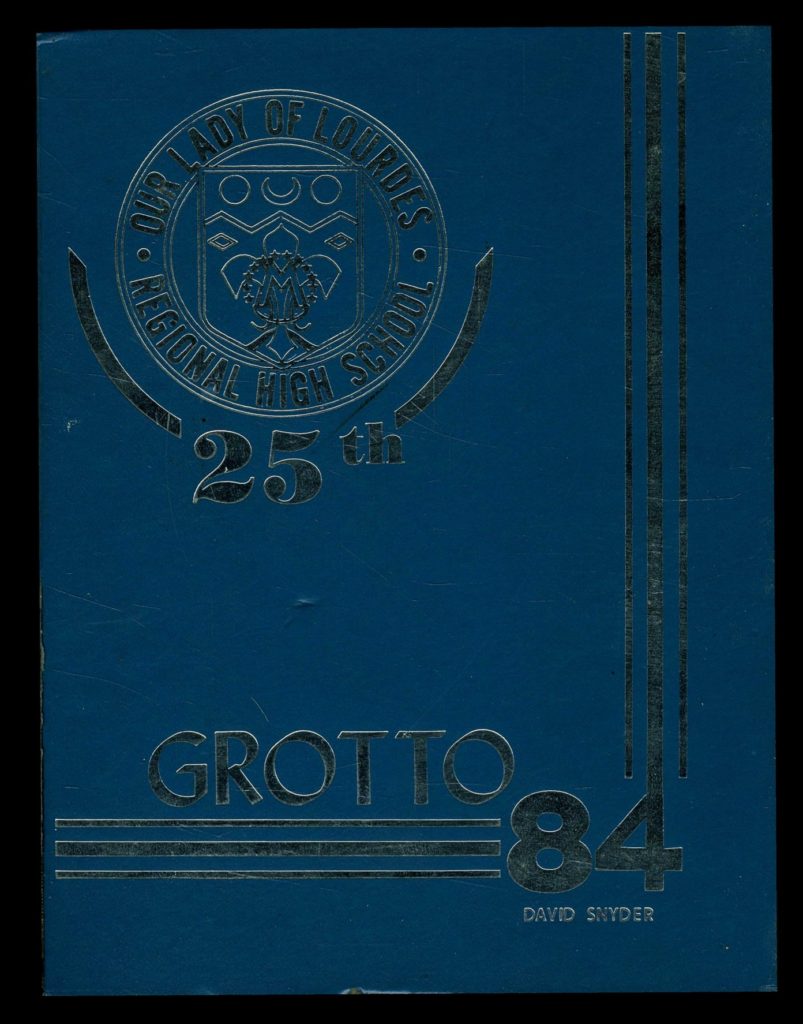 OUR LADY OF LOURDES
REGIONAL HIGH SCHOOL
M
25th
GROTTO
84
DAVID SNYDER